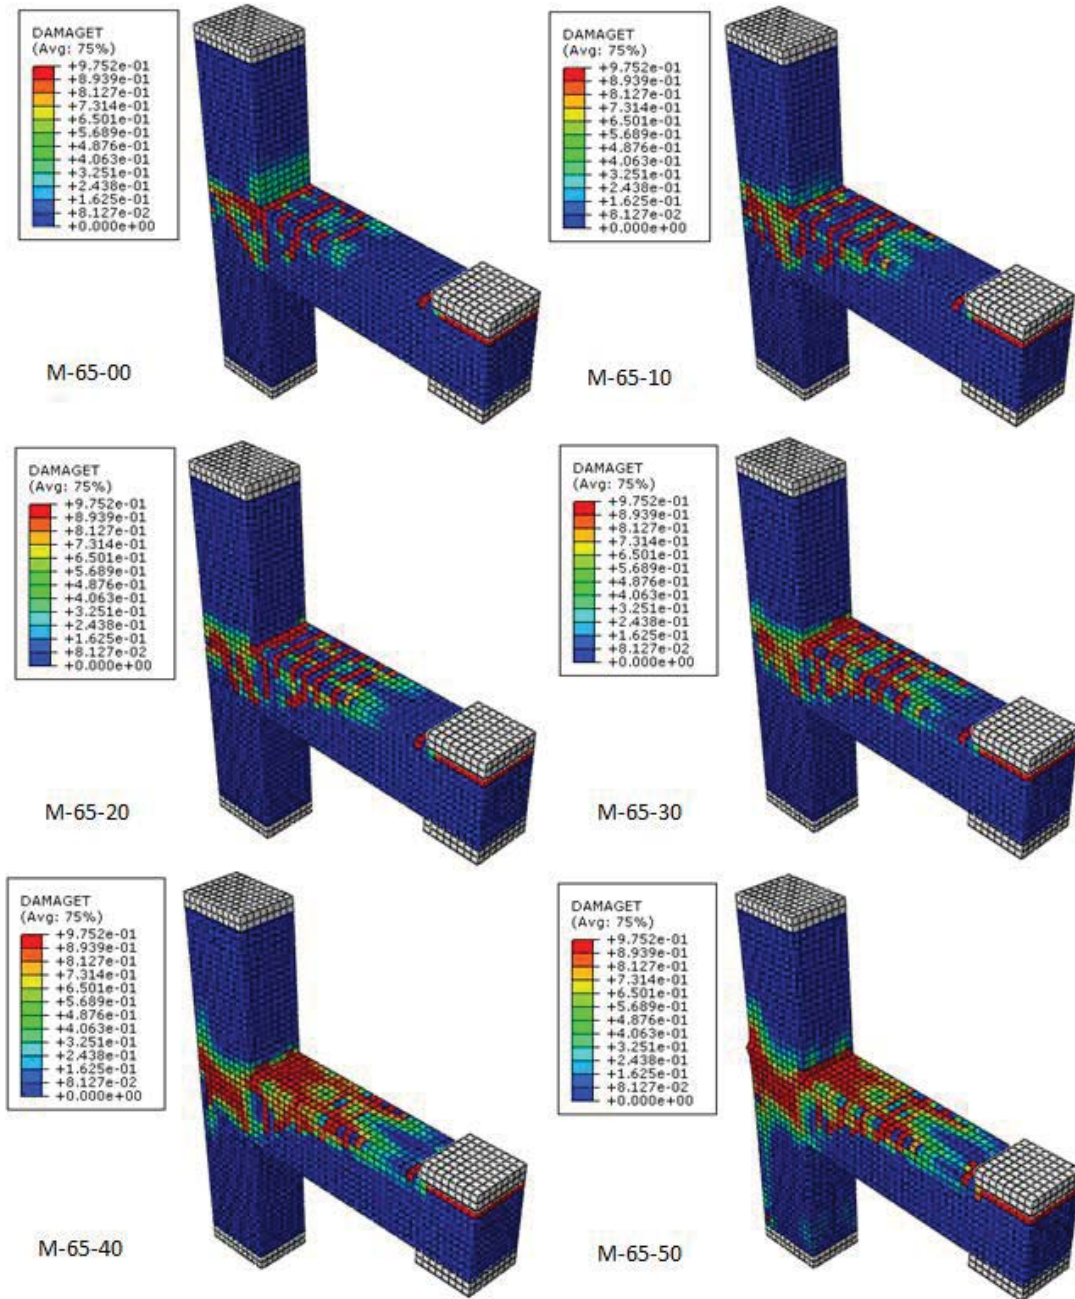 DAMAGET
(Avg: 75%)
+9.752e-01
+8.939e-01
+8.127e-01
+7.314e-01
+6.501e-01
+5.689e-01
+4.876e-01
+4.063e-01
+3.251e-01
+2.438e-01
+1.625e-01
+8.127e-02
+0.000e+00
M-65-00
DAMAGET
(Avg: 75%)
+9.752e-01
+8.939e-01
+8.127e-01
+7.314e-01
+6.501e-01
+5.689e-01
+4.876e-01
+4.063e-01
+3.251e-01
+2.438e-01
+1.625e-01
+8.127e-02
+0.000e+00
M-65-10
DAMAGET
(Avg: 75%)
+9.752e-01
+8.939e-01
+8.127e-01
+7.314e-01
+6.501e-01
+5.689e-01
+4.876e-01
+4.063e-01
+3.251e-01
+2.438e-01
+1.625e-01
+8.127e-02
+0.000e+00
M-65-20
DAMAGET
(Avg: 75%)
+9.752e-01
+8.939e-01
+8.127e-01
+7.314e-01
+6.501e-01
+5.689e-01
+4.876e-01
+4.063e-01
+3.251e-01
+2.438e-01
+1.625e-01
+8.127e-02
+0.000e+00
M-65-30
DAMAGET
(Avg: 75%)
+9.752e-01
+8.939e-01
+8.127e-01
+7.314e-01
+6.501e-01
+5.689e-01
+4.876e-01
+4.063e-01
+3.251e-01
+2.438e-01
+1.625e-01
+8.127e-02
+0.000e+00
M-65-40
DAMAGET
(Avg: 75%)
+9.752e-01
+8.939e-01
+8.127e-01
+7.314e-01
+6.501e-01
+5.689e-01
+4.876e-01
+4.063e-01
+3.251e-01
+2.438e-01
+1.625e-01
+8.127e-02
+0.000e+00
M-65-50